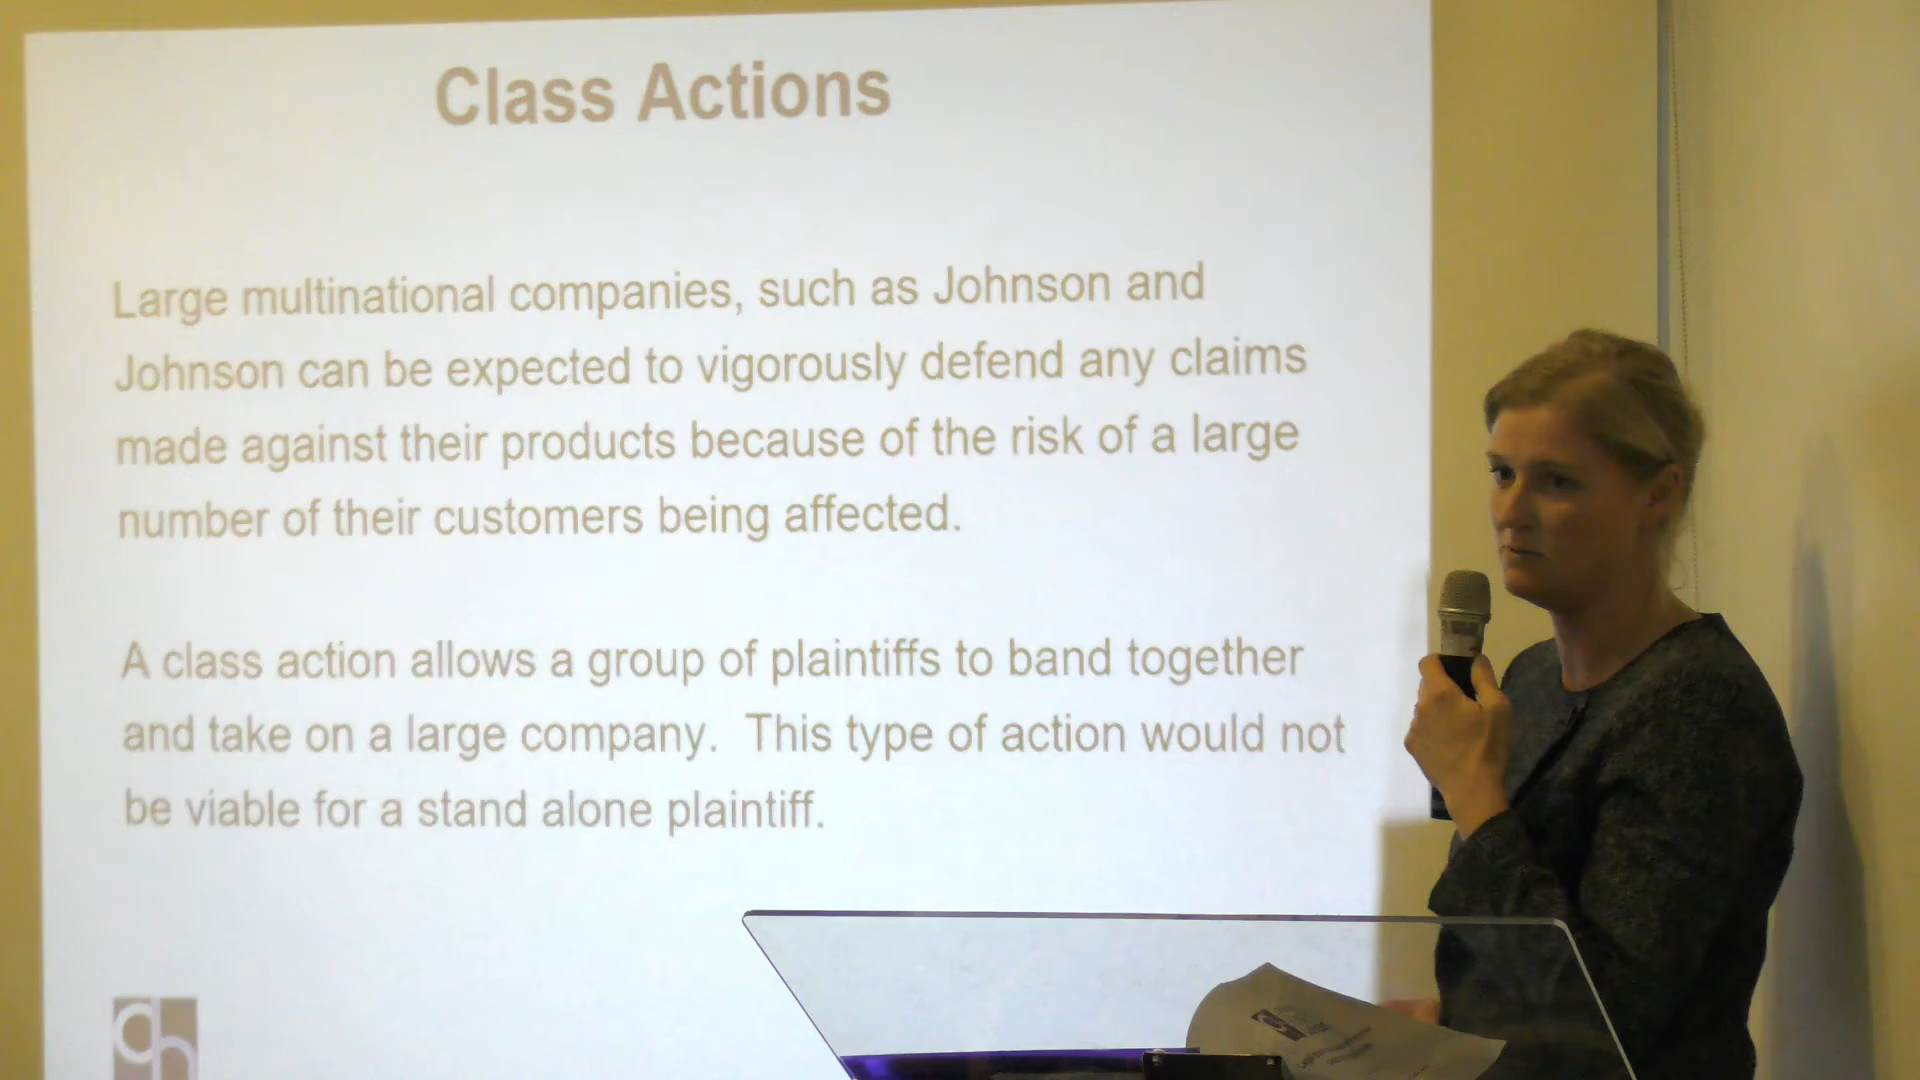 Class Actions
Large multinational companies, such as Johnson and
Johnson can be expected to vigorously defend any claims
made against their products because of the risk of a large
number of their customers being affected.
A class action allows a group of plaintiffs to band together
and take on a large company. This type of action would not
be viable for a stand alone plaintiff.